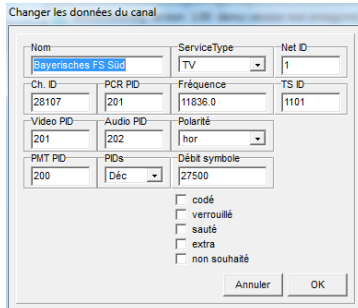 Changer les données du canal
Nom ServiceType Net ID
Bayerisches FS Süd TV 1
Ch. ID PCR PID Fréquence TS ID
28107 201 11836.0 1101
Video PID Audio PID Polarité
201 202 hor
PMT PID PIDs Débit symbole
200 Déc 27500
codé
verrouillé
sauté
extra
non souhaité
Annuler OK